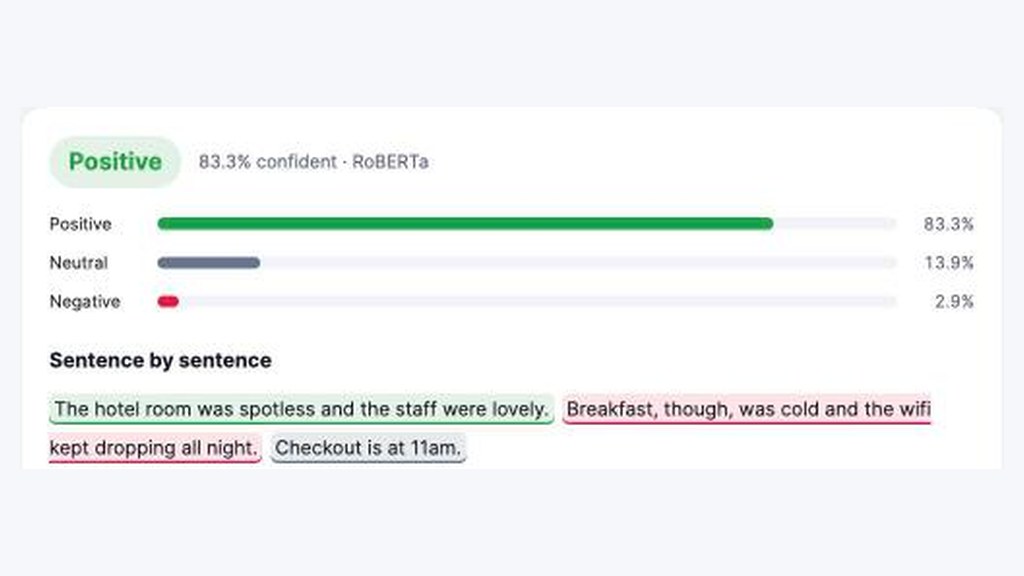 Positive 83.3% confident · RoBERTa
Positive 83.3%
Neutral 13.9%
Negative 2.9%
Sentence by sentence
The hotel room was spotless and the staff were lovely. Breakfast, though, was cold and the wifi
kept dropping all night. Checkout is at 11am.